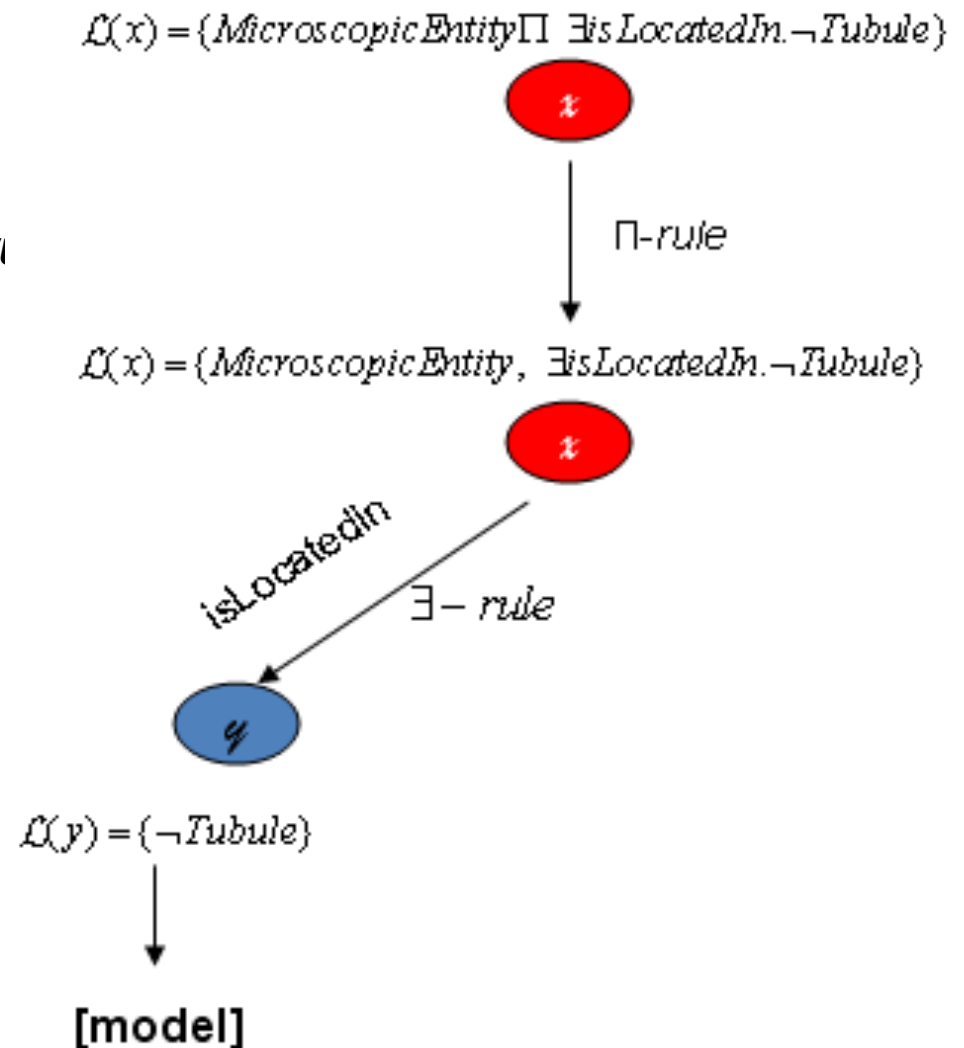 ℒ(x) = {MicroscopicEntity⊓ ∃isLocatedIn.¬Tubule}
x
⊓-rule
ℒ(x) = {MicroscopicEntity, ∃isLocatedIn.¬Tubule}
x
isLocatedIn
∃– rule
y
ℒ(y) = {¬Tubule}
[model]